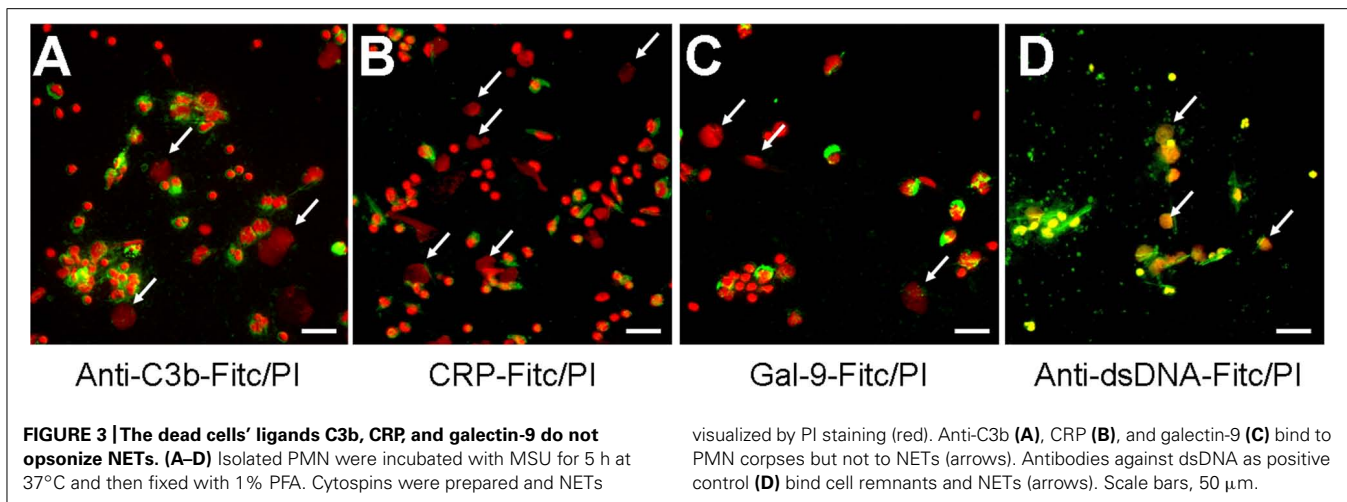 A
B
C
D
Anti-C3b-Fitc/PI
CRP-Fitc/PI
Gal-9-Fitc/PI
Anti-dsDNA-Fitc/PI
FIGURE 3 | The dead cells' ligands C3b, CRP, and galectin-9 do not
opsonize NETs. (A–D) Isolated PMN were incubated with MSU for 5 h at
37°C and then fixed with 1% PFA. Cytospins were prepared and NETs
visualized by PI staining (red). Anti-C3b (A), CRP (B), and galectin-9 (C) bind to
PMN corpses but not to NETs (arrows). Antibodies against dsDNA as positive
control (D) bind cell remnants and NETs (arrows). Scale bars, 50 μm.